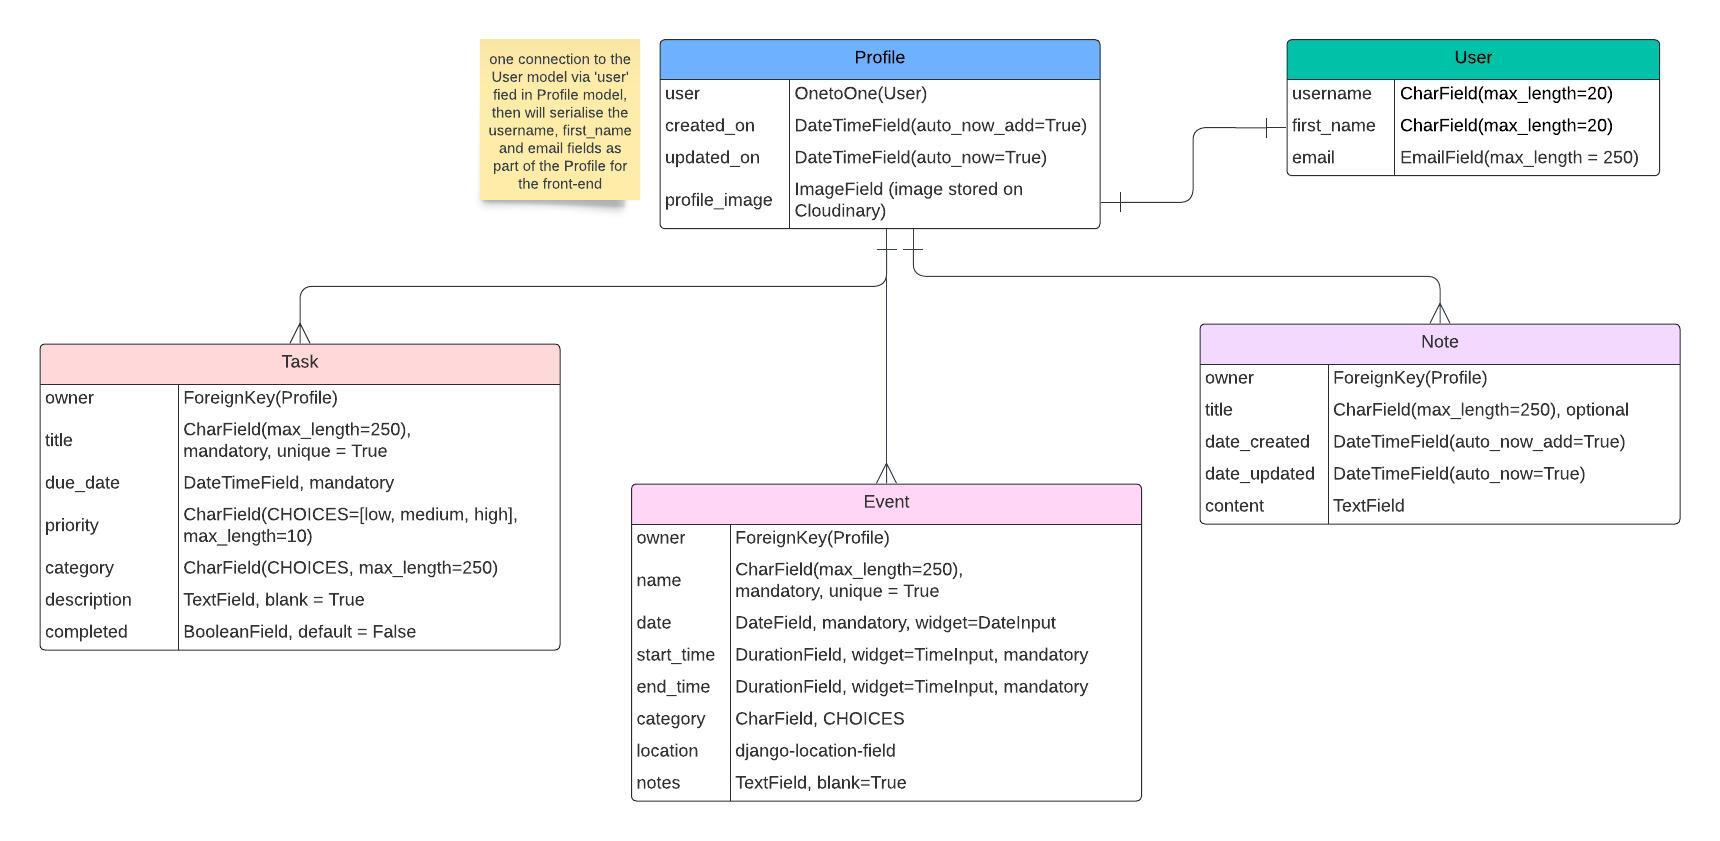 one connection to the
User model via 'user'
fied in Profile model,
then will serialise the
username, first_name
and email fields as
part of the Profile for
the front-end
Profile
user OnetoOne(User)
created_on DateTimeField(auto_now_add=True)
updated_on DateTimeField(auto_now=True)
profile_image ImageField (image stored on
Cloudinary)
User
username CharField(max_length=20)
first_name CharField(max_length=20)
email EmailField(max_length = 250)
Task
owner ForeignKey(Profile)
title CharField(max_length=250),
mandatory, unique = True
due_date DateTimeField, mandatory
priority CharField(CHOICES=[low, medium, high],
max_length=10)
category CharField(CHOICES, max_length=250)
description TextField, blank = True
completed BooleanField, default = False
Event
owner ForeignKey(Profile)
name CharField(max_length=250),
mandatory, unique = True
date DateField, mandatory, widget=DateInput
start_time DurationField, widget=TimeInput, mandatory
end_time DurationField, widget=TimeInput, mandatory
category CharField, CHOICES
location django-location-field
notes TextField, blank=True
Note
owner ForeignKey(Profile)
title CharField(max_length=250), optional
date_created DateTimeField(auto_now_add=True)
date_updated DateTimeField(auto_now=True)
content TextField